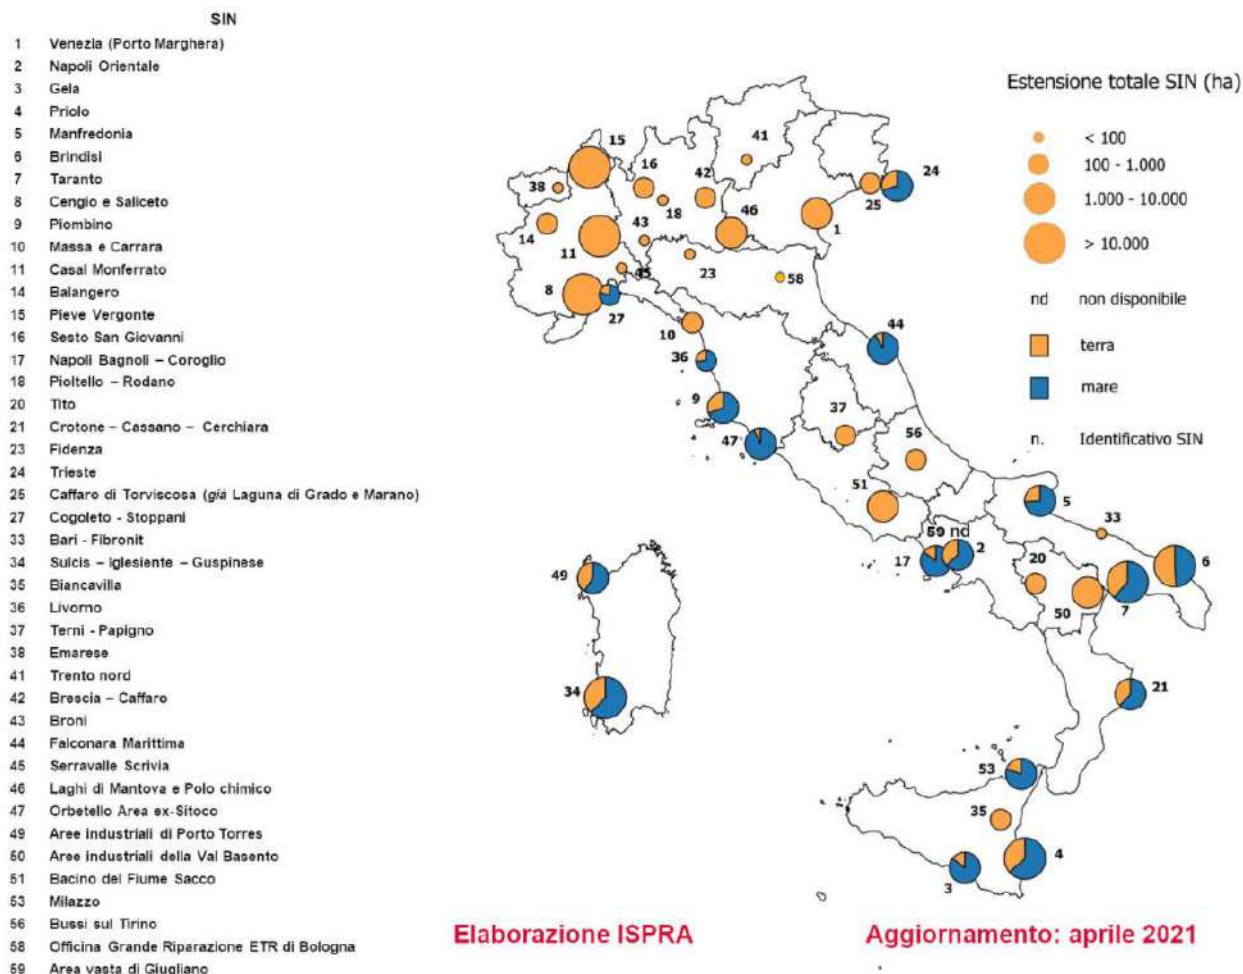 SIN
1 Venezia (Porto Marghera)
2 Napoli Orientale
3 Gela
4 Priolo
5 Manfredonia
6 Brindisi
7 Taranto
8 Cengio e Saliceto
9 Piombino
10 Massa e Carrara
11 Casal Monferrato
14 Balangero
15 Pieve Vergonte
16 Sesto San Giovanni
17 Napoli Bagnoli – Coroglio
18 Pioltello – Rodano
20 Tito
21 Crotone – Cassano – Cerchiara
23 Fidenza
24 Trieste
25 Caffaro di Torviscosa (già Laguna di Grado e Marano)
27 Cogoleto - Stoppani
33 Bari - Fibronit
34 Sulcis – Iglesiente – Guspinese
35 Biancavilla
36 Livorno
37 Terni - Papigno
38 Emarese
41 Trento nord
42 Brescia – Caffaro
43 Broni
44 Falconara Marittima
45 Serravalle Scrivia
46 Laghi di Mantova e Polo chimico
47 Orbetello Area ex-Sitoco
49 Aree industriali di Porto Torres
50 Aree industriali della Val Basento
51 Bacino del Fiume Sacco
53 Milazzo
56 Bussi sul Tirino
58 Officina Grande Riparazione ETR di Bologna
59 Area vasta di Giugliano
Estensione totale SIN (ha)
< 100
100 - 1.000
1.000 - 10.000
> 10.000
nd non disponibile
terra
mare
n. Identificativo SIN
15
41
16
42
24
38
18
25
46
14
43
1
11
45
23
58
8
27
10
44
36
9
37
56
47
51
5
33
59 nd
2
20
6
17
49
50
7
34
21
53
35
4
3
Elaborazione ISPRA
Aggiornamento: aprile 2021